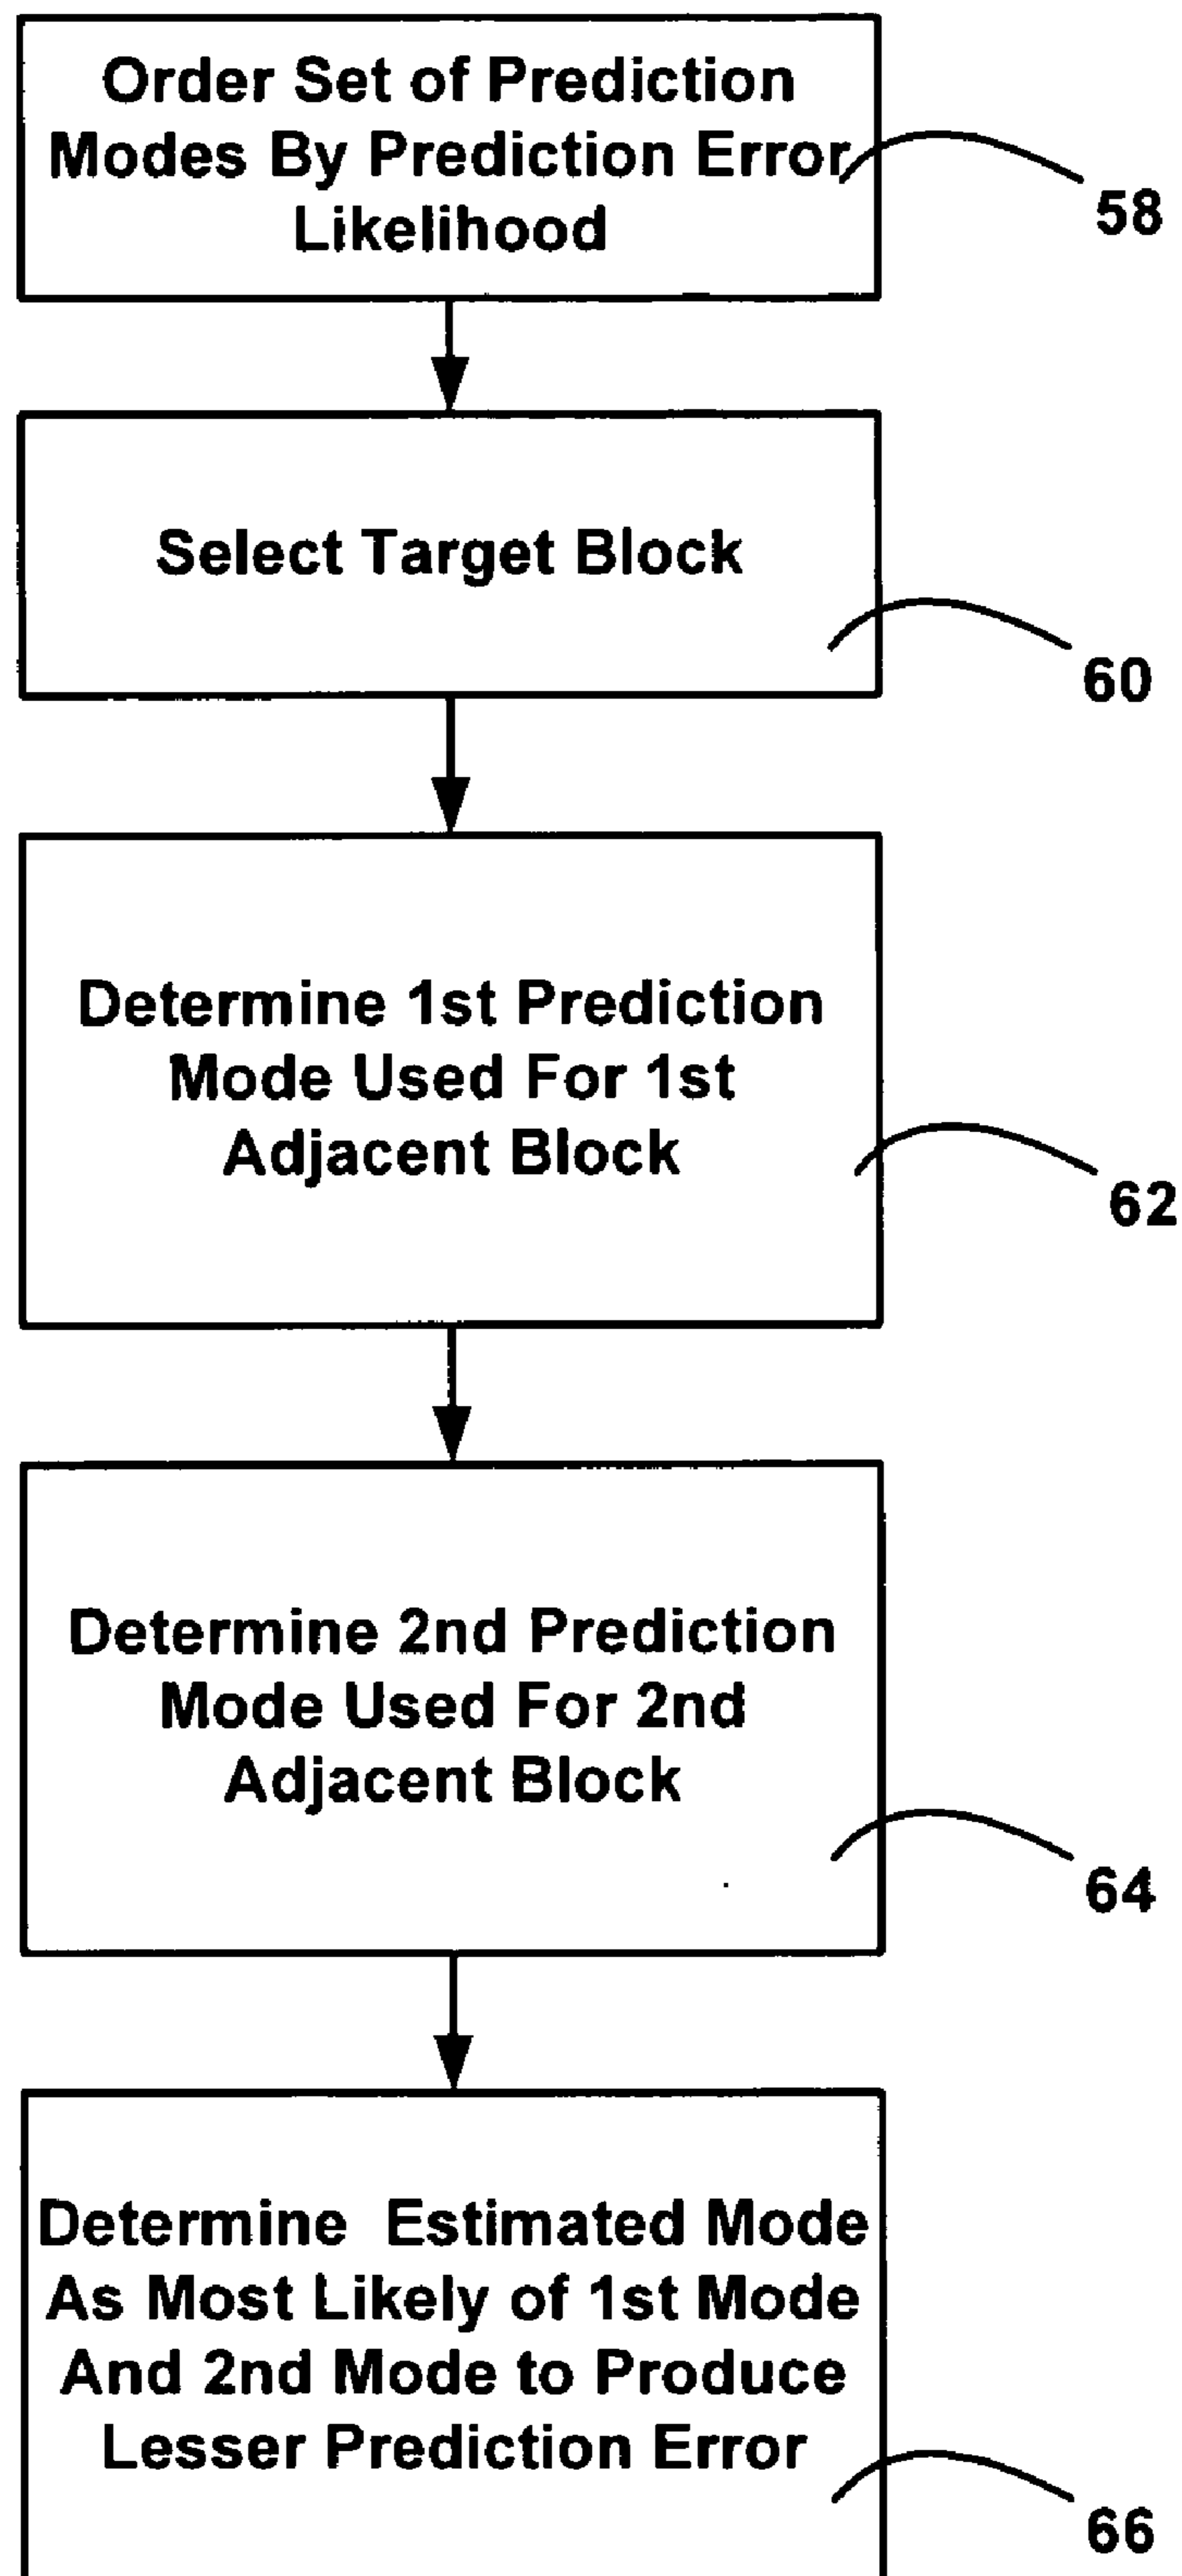 Order Set of Prediction
Modes By Prediction Error
Likelihood
58
Select Target Block
60
Determine 1st Prediction
Mode Used For 1st
Adjacent Block
62
Determine 2nd Prediction
Mode Used For 2nd
Adjacent Block
64
Determine Estimated Mode
As Most Likely of 1st Mode
And 2nd Mode to Produce
Lesser Prediction Error
66